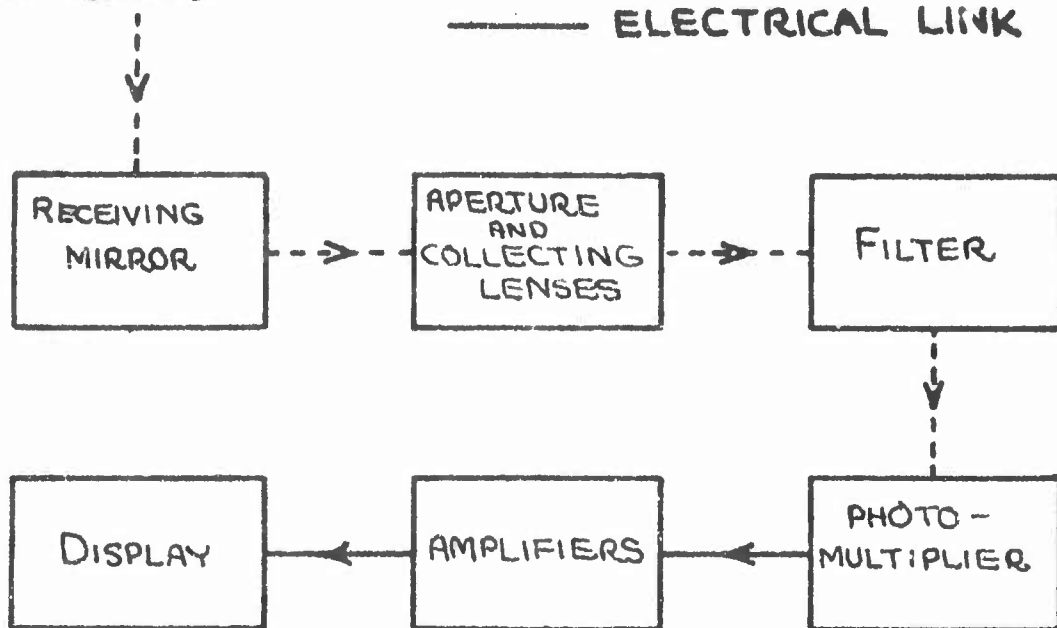 ELECTRICAL LINK
RECEIVING
MIRROR
APERTURE
AND
COLLECTING
LENSES
FILTER
DISPLAY
AMPLIFIERS
PHOTO-
MULTIPLIER